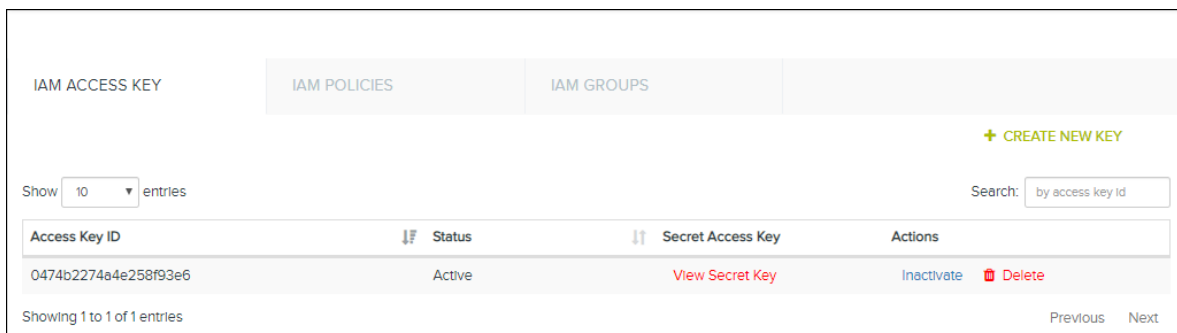 IAM ACCESS KEY IAM POLICIES IAM GROUPS
+ CREATE NEW KEY
Show 10 entries Search: by access key id
Access Key ID Status Secret Access Key Actions
0474b2274a4e258f93e6 Active View Secret Key Inactivate Delete
Showing 1 to 1 of 1 entries Previous Next